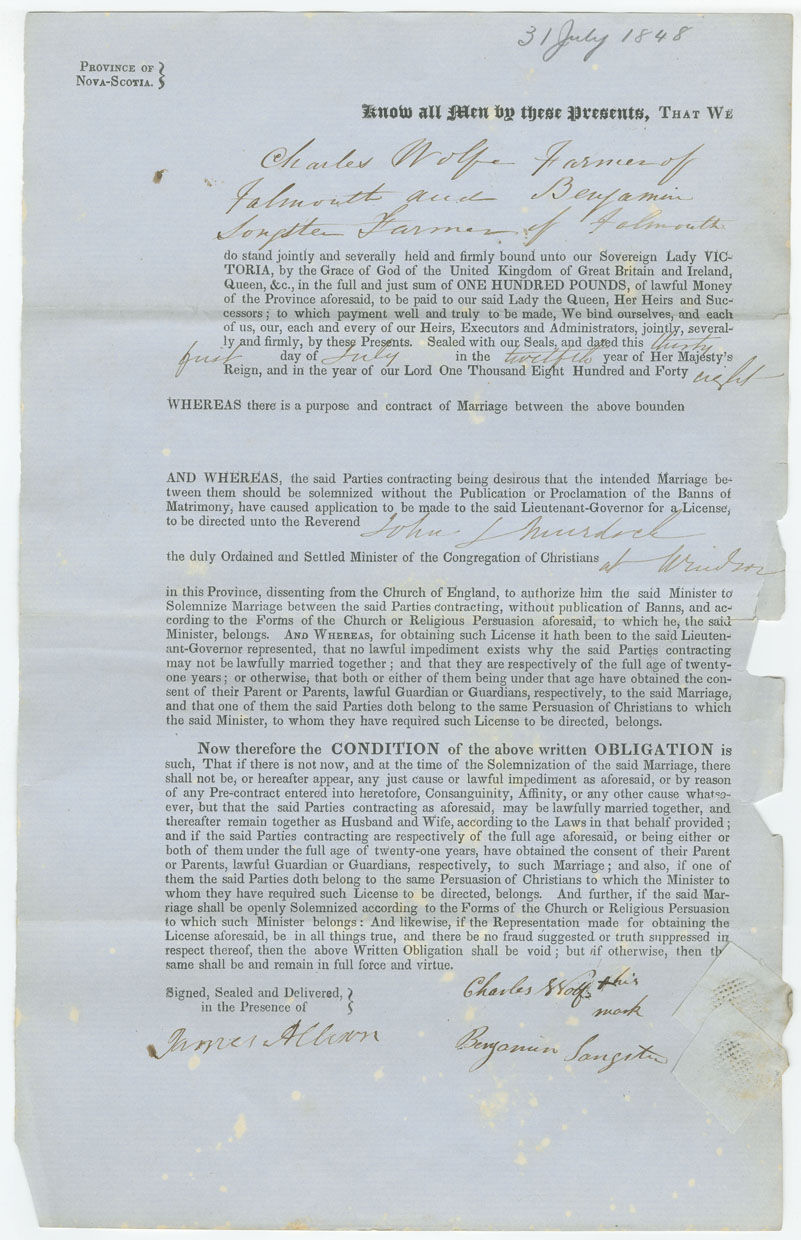 31 July 1848
PROVINCE OF
NOVA-SCOTIA.
Know all Men by these Presents, THAT WE
Charles Wolfe Farmer of
Falmouth and Benjamin
Songster Farmer of Falmouth
do stand jointly and severally held and firmly bound unto our Sovereign Lady VIC-
TORIA, by the Grace of God of the United Kingdom of Great Britain and Ireland,
Queen, &c., in the full and just sum of ONE HUNDRED POUNDS, of lawful Money
of the Province aforesaid, to be paid to our said Lady the Queen, Her Heirs and Suc-
cessors; to which payment well and truly to be made, We bind ourselves, and each
of us, our, each and every of our Heirs, Executors and Administrators, jointly, several-
ly and firmly, by these Presents. Sealed with our Seals, and dated this thirty
first day of July in the twelfth year of Her Majesty's
Reign, and in the year of our Lord One Thousand Eight Hundred and Forty eight
WHEREAS there is a purpose and contract of Marriage between the above bounden
AND WHEREAS, the said Parties contracting being desirous that the intended Marriage be-
tween them should be solemnized without the Publication or Proclamation of the Banns of
Matrimony, have caused application to be made to the said Lieutenant-Governor for a License,
to be directed unto the Reverend John L Murdoch
the duly Ordained and Settled Minister of the Congregation of Christians at Windsor
in this Province, dissenting from the Church of England, to authorize him the said Minister to
Solemnize Marriage between the said Parties contracting, without publication of Banns, and ac-
cording to the Forms of the Church or Religious Persuasion aforesaid, to which he, the said
Minister, belongs. AND WHEREAS, for obtaining such License it hath been to the said Lieuten-
ant-Governor represented, that no lawful impediment exists why the said Parties contracting
may not be lawfully married together; and that they are respectively of the full age of twenty-
one years; or otherwise, that both or either of them being under that age have obtained the con-
sent of their Parent or Parents, lawful Guardian or Guardians, respectively, to the said Marriage,
and that one of them the said Parties doth belong to the same Persuasion of Christians to which
the said Minister, to whom they have required such License to be directed, belongs.
Now therefore the CONDITION of the above written OBLIGATION is
such, That if there is not now, and at the time of the Solemnization of the said Marriage, there
shall not be, or hereafter appear, any just cause or lawful impediment as aforesaid, or by reason
of any Pre-contract entered into heretofore, Consanguinity, Affinity, or any other cause whatso-
ever, but that the said Parties contracting as aforesaid, may be lawfully married together, and
thereafter remain together as Husband and Wife, according to the Laws in that behalf provided;
and if the said Parties contracting are respectively of the full age aforesaid, or being either or
both of them under the full age of twenty-one years, have obtained the consent of their Parent
or Parents, lawful Guardian or Guardians, respectively, to such Marriage; and also, if one of
them the said Parties doth belong to the same Persuasion of Christians to which the Minister to
whom they have required such License to be directed, belongs. And further, if the said Mar-
riage shall be openly Solemnized according to the Forms of the Church or Religious Persuasion
to which such Minister belongs: And likewise, if the Representation made for obtaining the
License aforesaid, be in all things true, and there be no fraud suggested or truth suppressed in
respect thereof, then the above Written Obligation shall be void; but if otherwise, then the
same shall be and remain in full force and virtue.
Signed, Sealed and Delivered,
in the Presence of
James Allison
Charles Wolfe his
mark
Benjamin Sangster